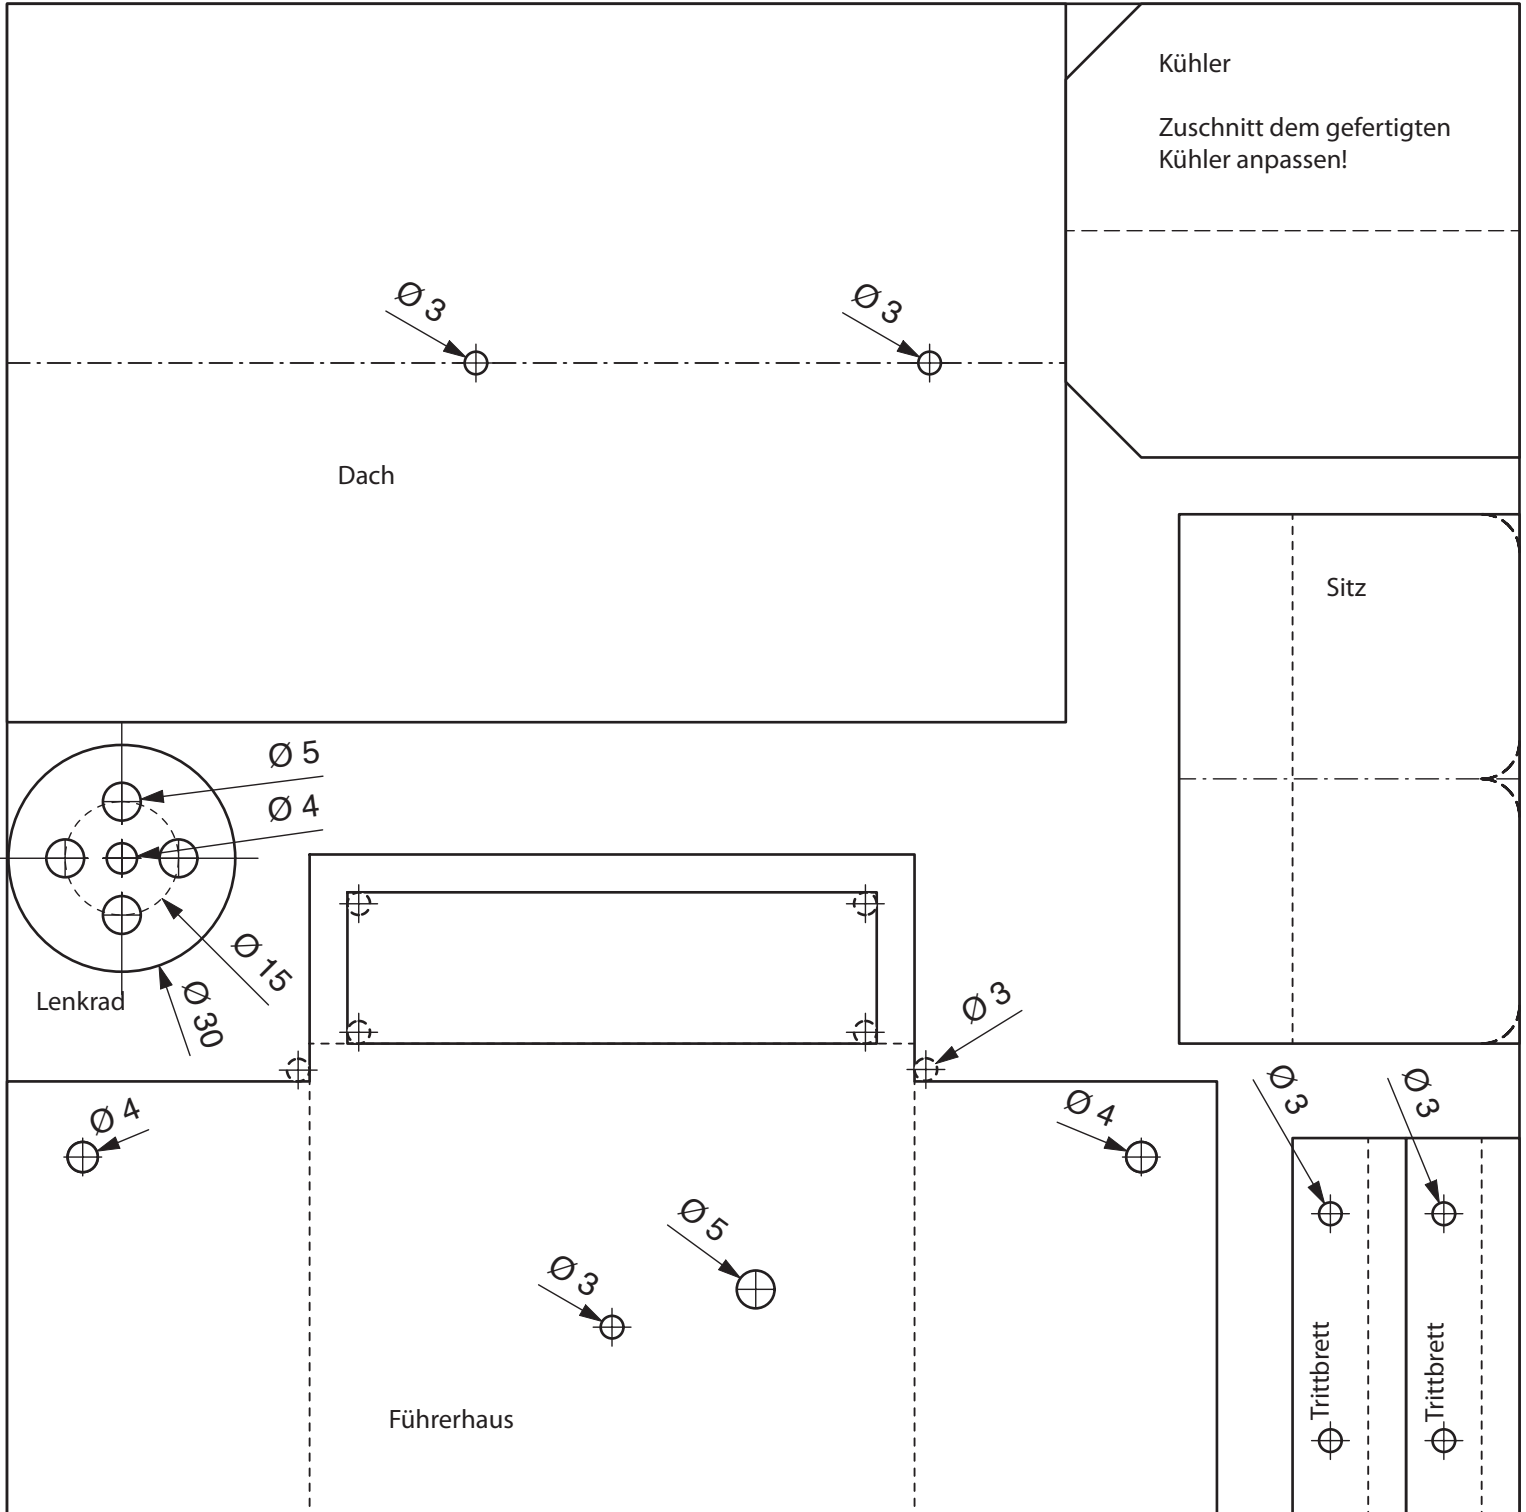 Kühler
Zuschnitt dem gefertigten
Kühler anpassen!
Ø 3
Ø 3
Dach
Sitz
Ø 5
Ø 4
Ø 15
Ø 30
Lenkrad
Ø 3
Ø 4
Ø 4
Ø 3
Ø 3
Ø 5
Ø 3
Trittbrett
Trittbrett
Führerhaus